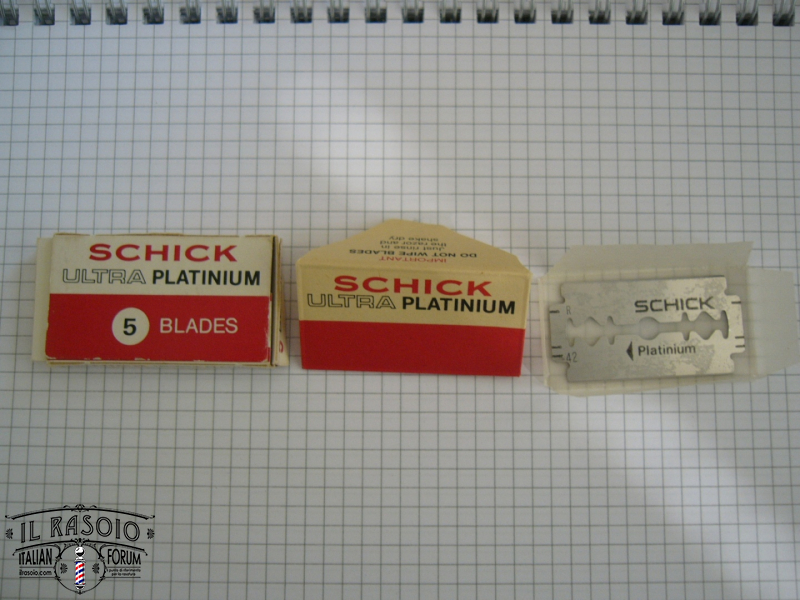 SCHICK
ULTRA PLATINIUM
5 BLADES
IMPORTANT
DO NOT WIPE BLADES
Just rinse in
the razor and
shake dry
SCHICK
ULTRA PLATINIUM
R
SCHICK
42
Platinium
IL RASOIO
ITALIAN FORUM
ilrasoio.com